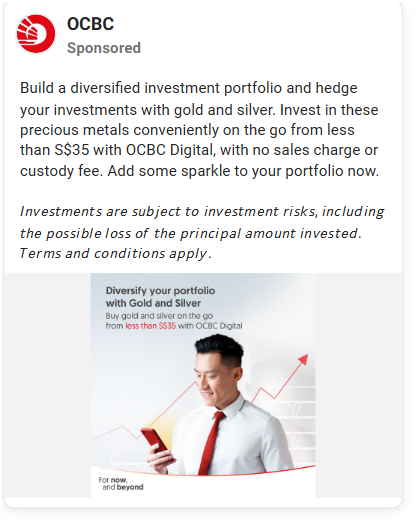 OCBC
Sponsored
Build a diversified investment portfolio and hedge
your investments with gold and silver. Invest in these
precious metals conveniently on the go from less
than S$35 with OCBC Digital, with no sales charge or
custody fee. Add some sparkle to your portfolio now.
Investments are subject to investment risks, including
the possible loss of the principal amount invested.
Terms and conditions apply.
Diversify your portfolio
with Gold and Silver
Buy gold and silver on the go
from less than S$35 with OCBC Digital
For now,
and beyond